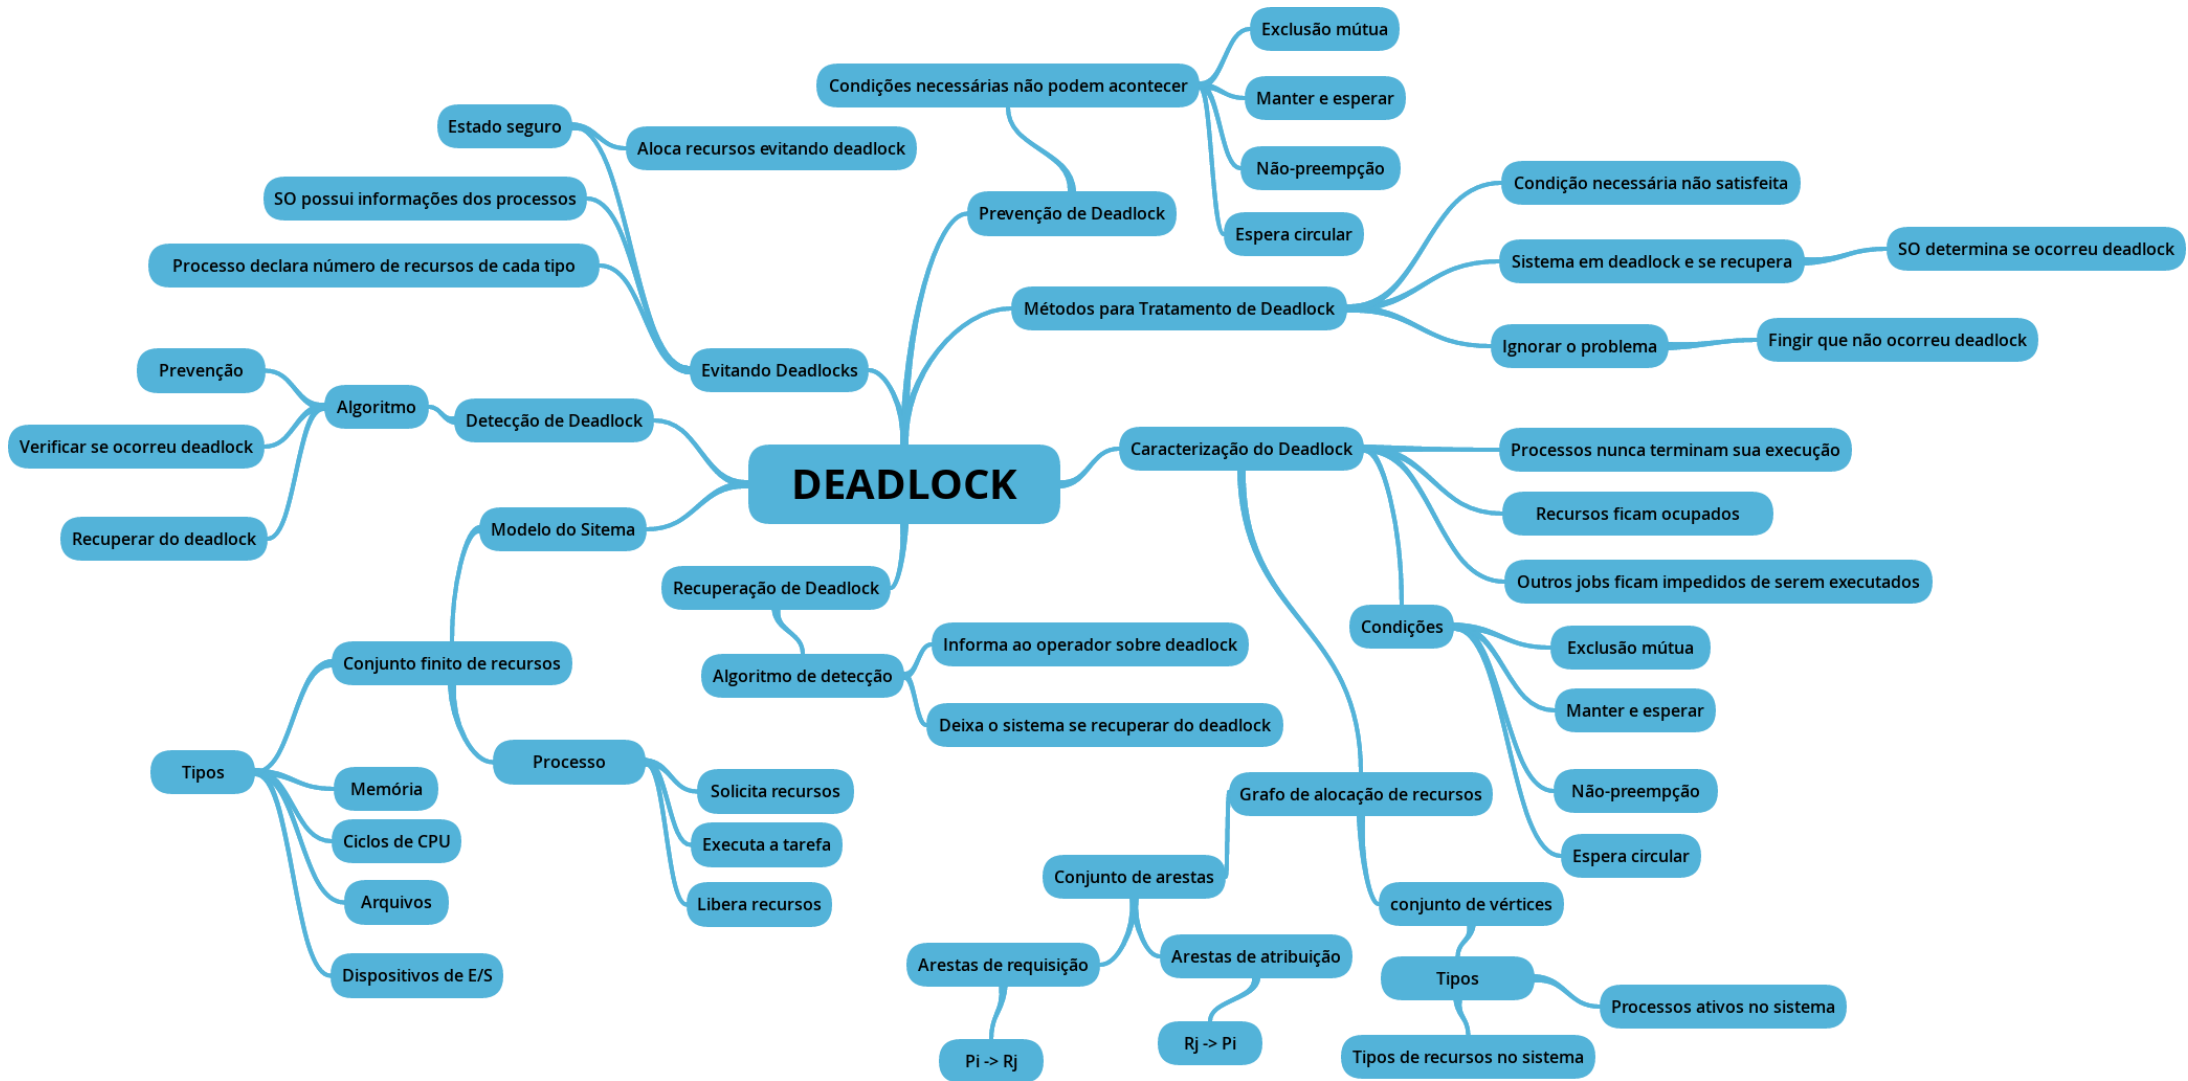 Exclusão mútua
Condições necessárias não podem acontecer
Manter e esperar
Estado seguro
Aloca recursos evitando deadlock
Não-preempção
Condição necessária não satisfeita
SO possui informações dos processos
Prevenção de Deadlock
Espera circular
SO determina se ocorreu deadlock
Sistema em deadlock e se recupera
Processo declara número de recursos de cada tipo
Métodos para Tratamento de Deadlock
Fingir que não ocorreu deadlock
Ignorar o problema
Prevenção
Evitando Deadlocks
Algoritmo
Detecção de Deadlock
Verificar se ocorreu deadlock
Caracterização do Deadlock
Processos nunca terminam sua execução
DEADLOCK
Recursos ficam ocupados
Modelo do Sitema
Recuperar do deadlock
Outros jobs ficam impedidos de serem executados
Recuperação de Deadlock
Condições
Informa ao operador sobre deadlock
Exclusão mútua
Conjunto finito de recursos
Algoritmo de detecção
Manter e esperar
Deixa o sistema se recuperar do deadlock
Processo
Tipos
Memória
Solicita recursos
Grafo de alocação de recursos
Não-preempção
Ciclos de CPU
Executa a tarefa
Espera circular
Conjunto de arestas
Arquivos
Libera recursos
conjunto de vértices
Arestas de atribuição
Arestas de requisição
Dispositivos de E/S
Tipos
Processos ativos no sistema
Rj -> Pi
Tipos de recursos no sistema
Pi -> Rj